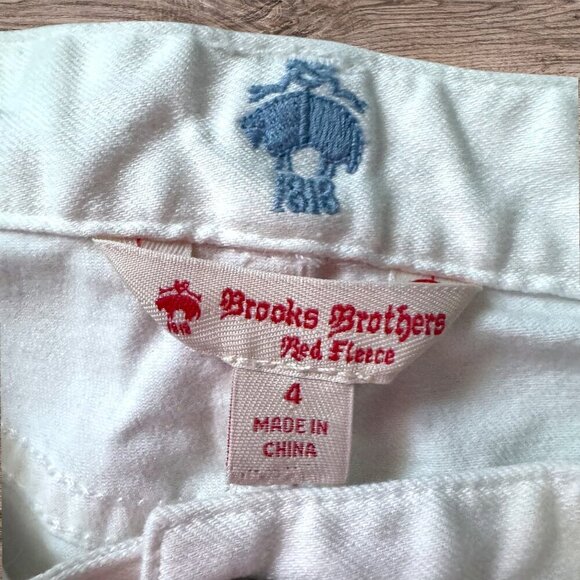 1818
1818
Brooks Brothers
Red Fleece
4
MADE IN
CHINA